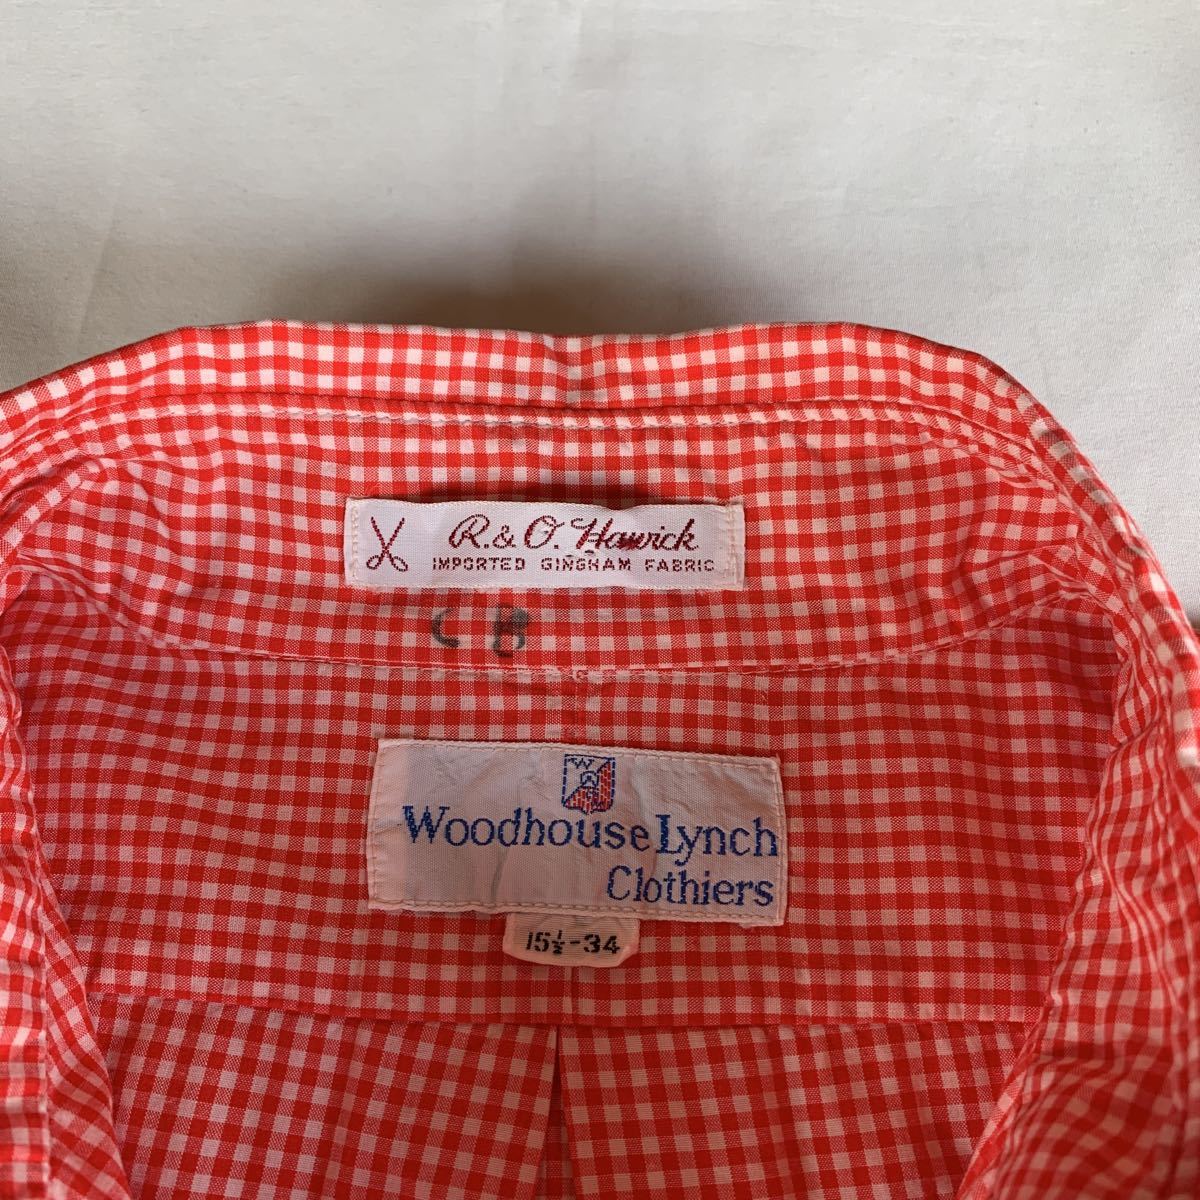 R.&O. Hawick
IMPORTED GINGHAM FABRIC
C B
W
Woodhouse Lynch
Clothiers
15½-34